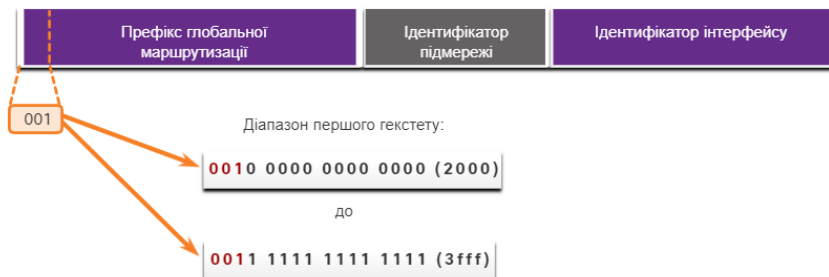 Префікс глобальної
маршрутизації
Ідентифікатор
підмережі
Ідентифікатор інтерфейсу
001
Діапазон першого гекстету:
0010 0000 0000 0000 (2000)
до
0011 1111 1111 1111 (3fff)